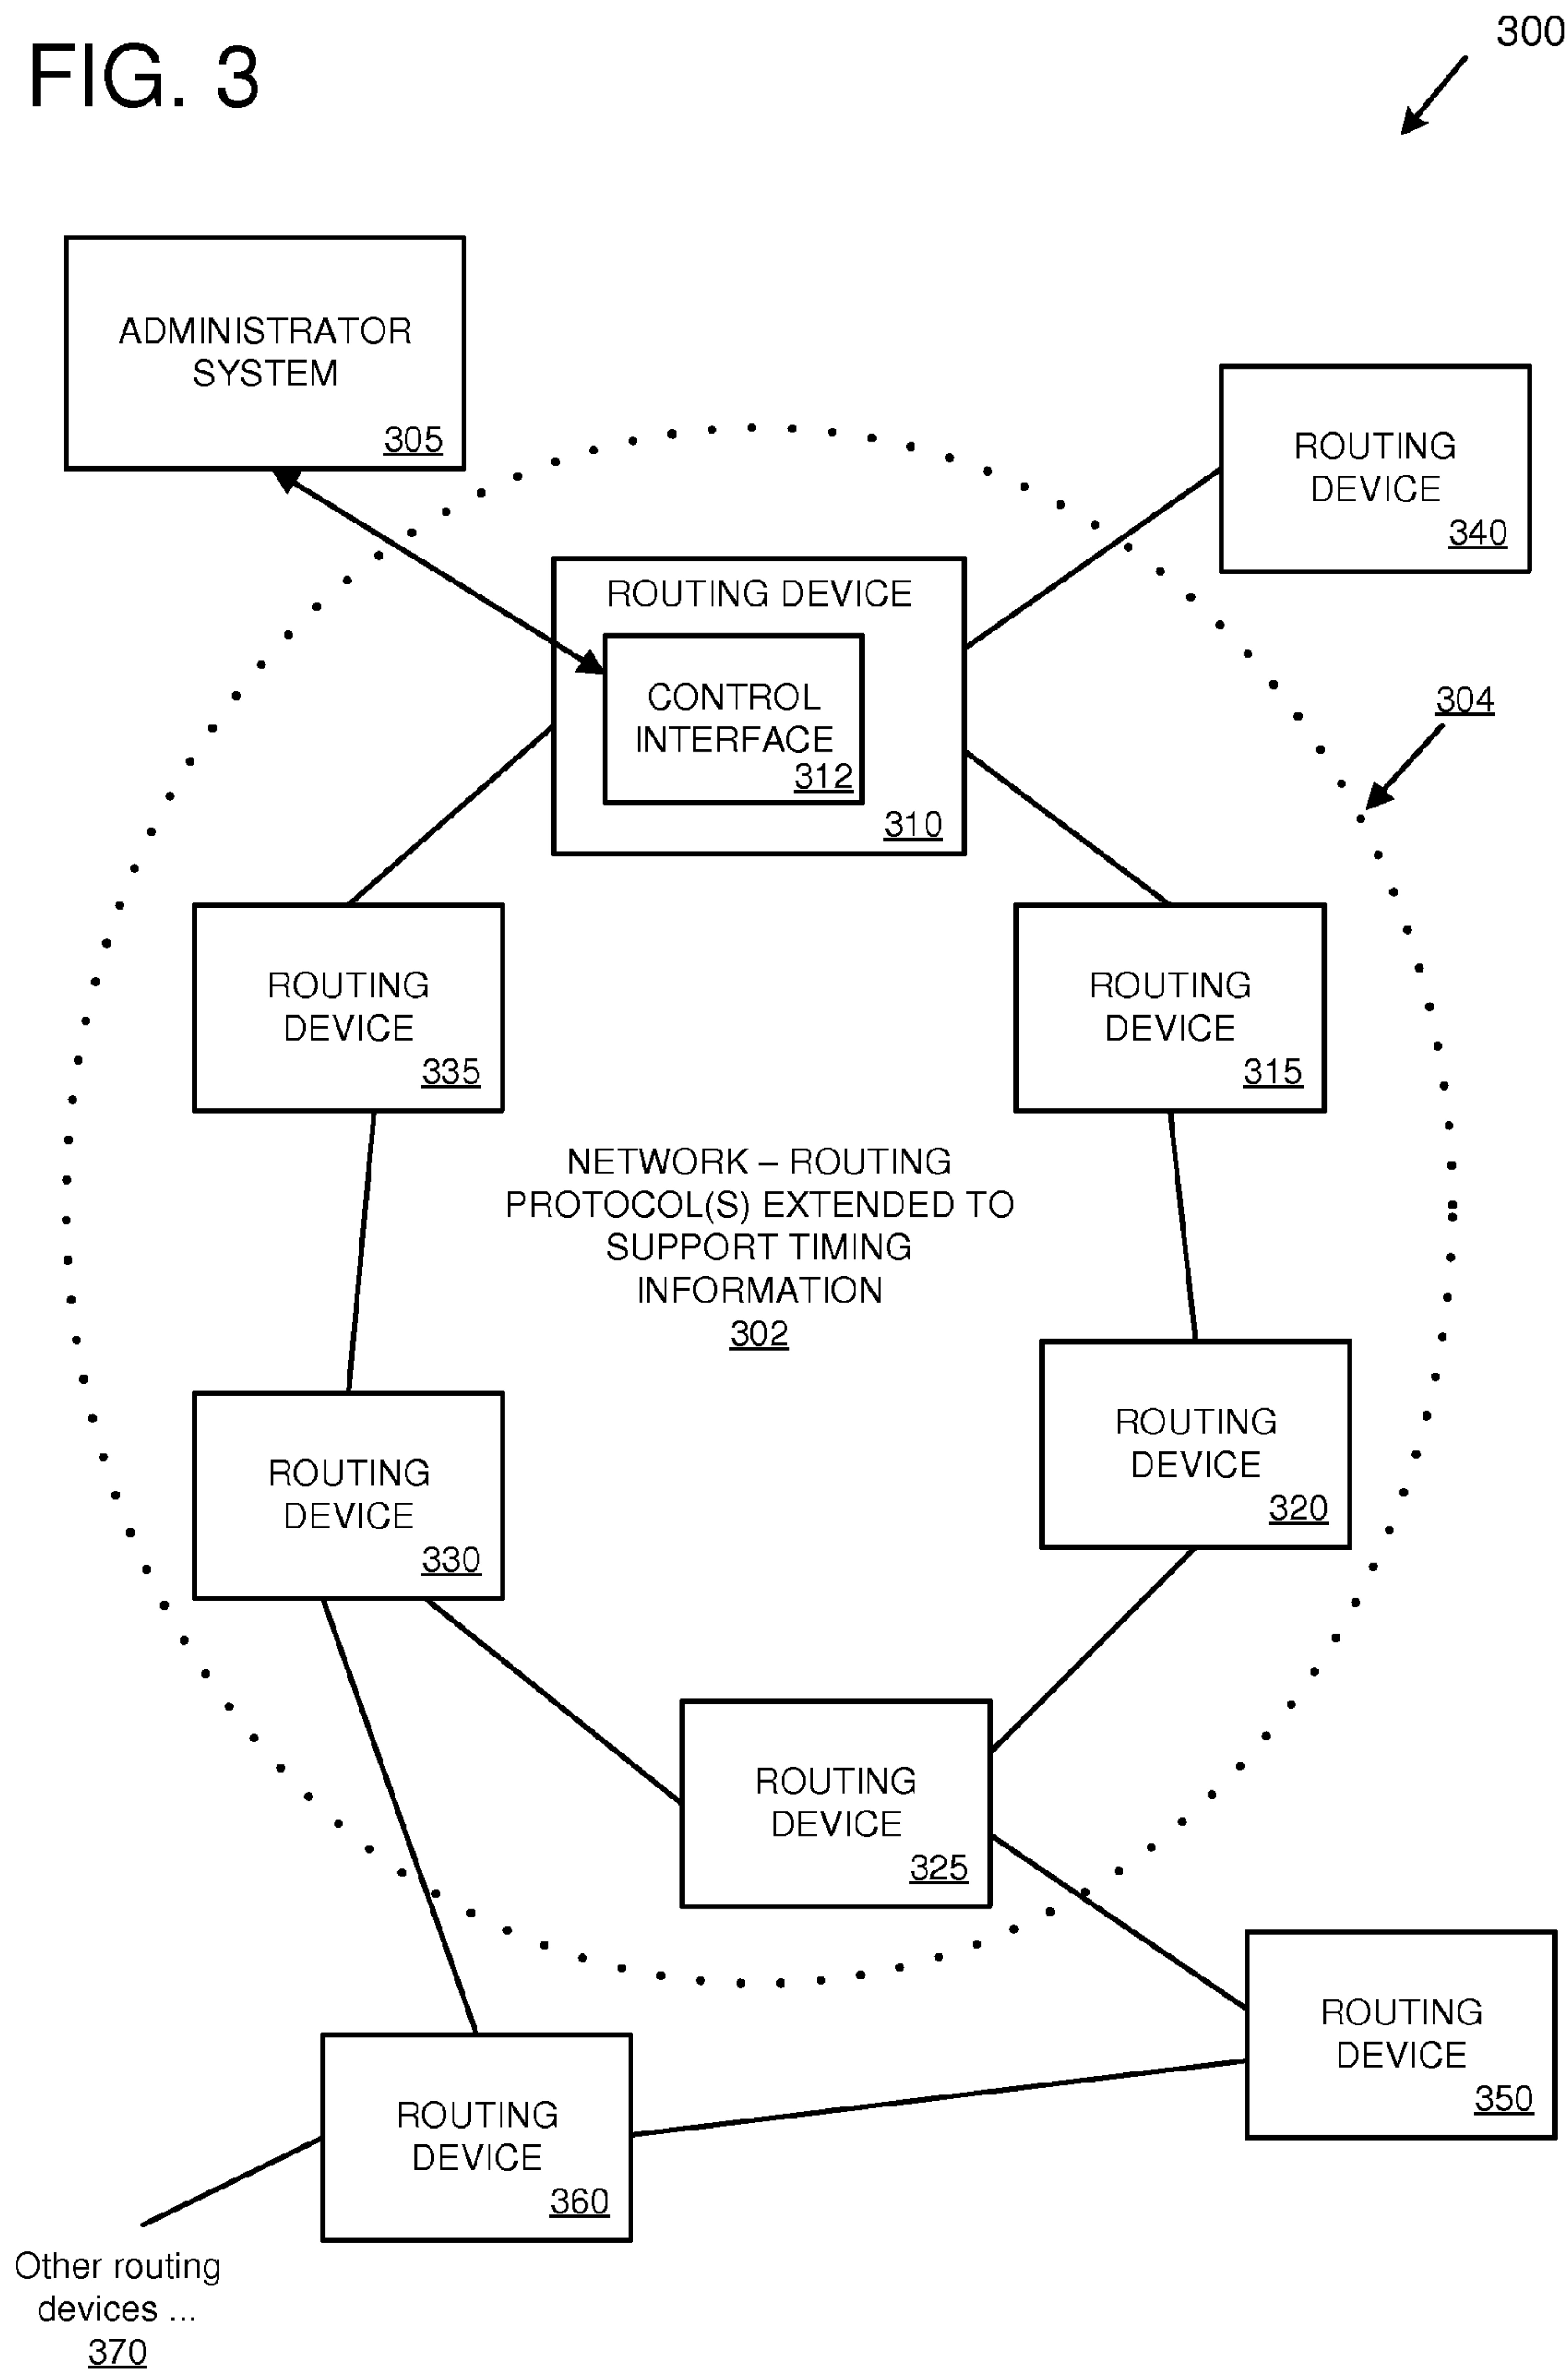 FIG. 3
300
ADMINISTRATOR
SYSTEM
305
ROUTING
DEVICE
340
ROUTING DEVICE
CONTROL
INTERFACE
312
310
304
ROUTING
DEVICE
335
ROUTING
DEVICE
315
NETWORK – ROUTING
PROTOCOL(S) EXTENDED TO
SUPPORT TIMING
INFORMATION
302
ROUTING
DEVICE
330
ROUTING
DEVICE
320
ROUTING
DEVICE
325
ROUTING
DEVICE
350
ROUTING
DEVICE
360
Other routing
devices ...
370